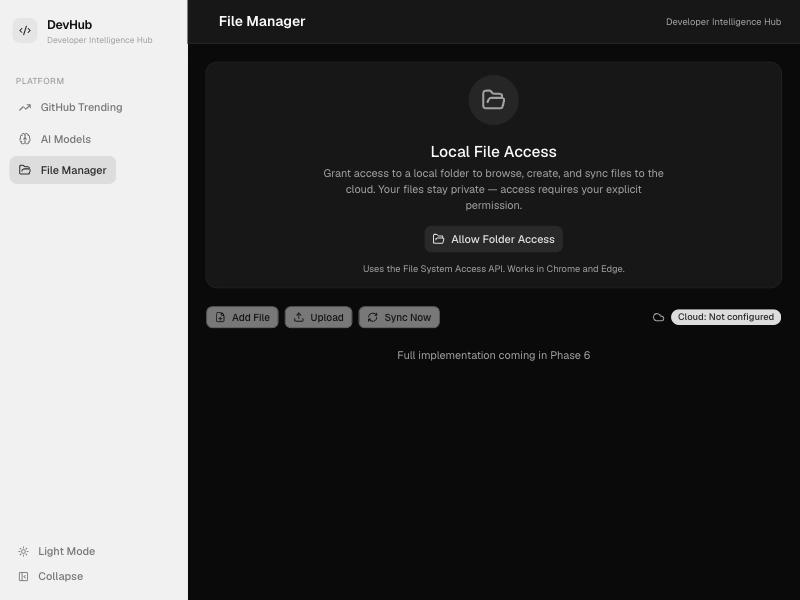 DevHub
Developer Intelligence Hub
PLATFORM
GitHub Trending
AI Models
File Manager
Light Mode
Collapse
File Manager
Developer Intelligence Hub
Local File Access
Grant access to a local folder to browse, create, and sync files to the
cloud. Your files stay private — access requires your explicit
permission.
Allow Folder Access
Uses the File System Access API. Works in Chrome and Edge.
Add File
Upload
Sync Now
Cloud: Not configured
Full implementation coming in Phase 6